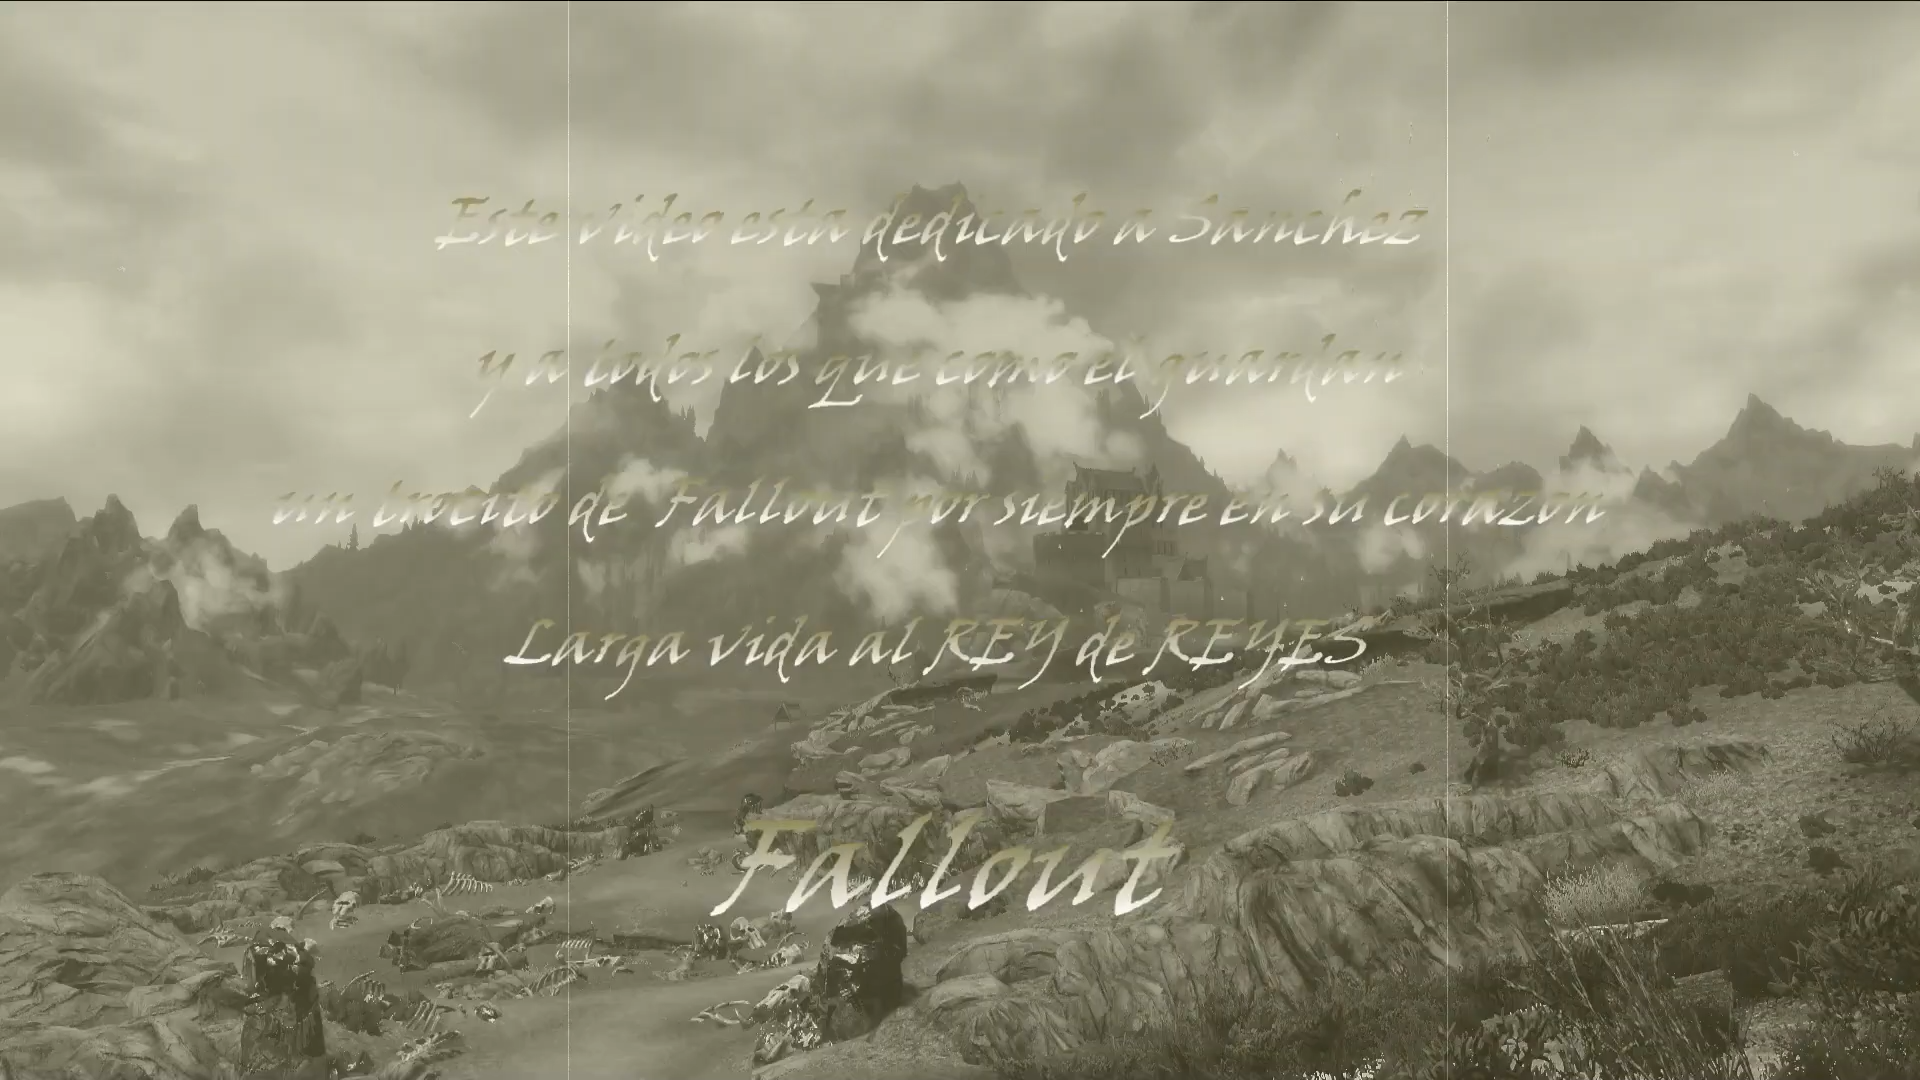 Este video esta dedicado a Sanchez
y a todos los que como el guardan
un trocito de Fallout por siempre en su corazon
Larga vida al REY de REYES
Fallout